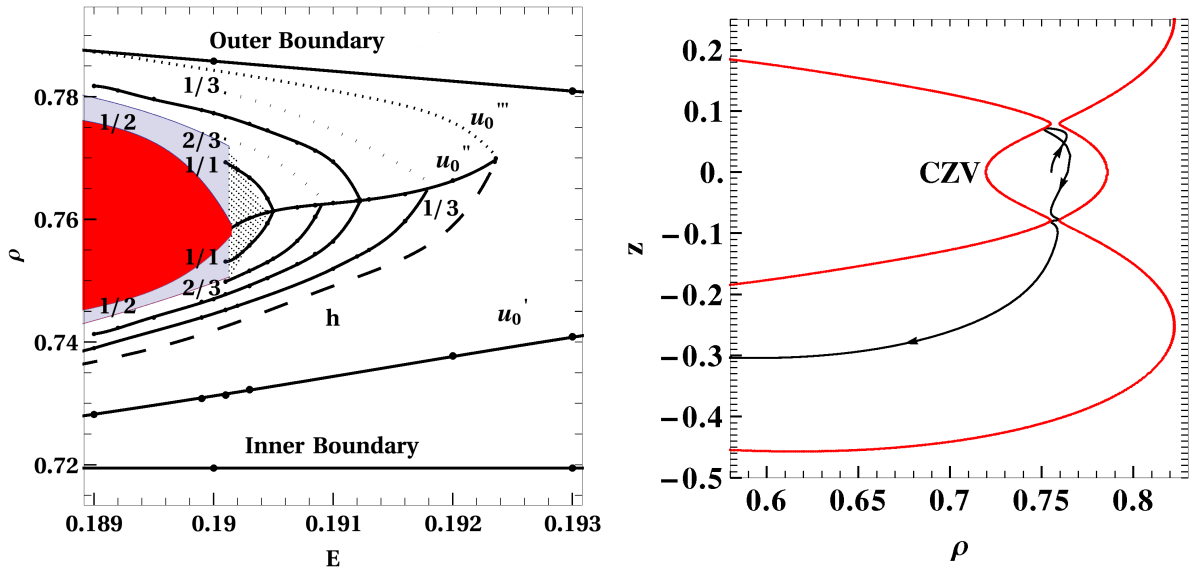 Outer Boundary
1/3
0.78
1/2
2/3
1/1
u₀'''
u₀''
0.76
1/3
1/1
2/3
1/2
h
u₀'
0.74
Inner Boundary
0.72
0.189
0.19
0.191
0.192
0.193
E
ρ
0.2
0.1
0.
−0.1
−0.2
−0.3
−0.4
−0.5
CZV
z
0.6
0.7
0.75
0.8
ρ